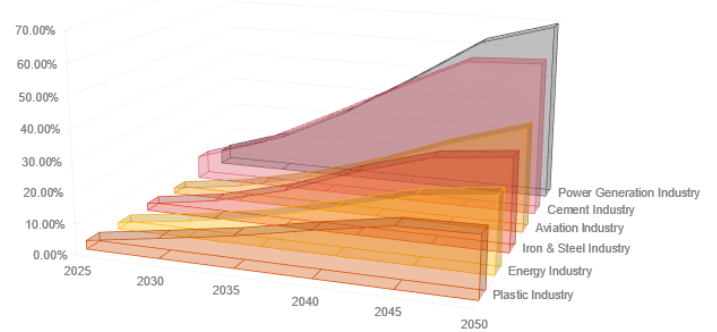 70.00%
60.00%
50.00%
40.00%
30.00%
20.00%
10.00%
0.00%
2025
2030
2035
2040
2045
2050
Power Generation Industry
Cement Industry
Aviation Industry
Iron & Steel Industry
Energy Industry
Plastic Industry